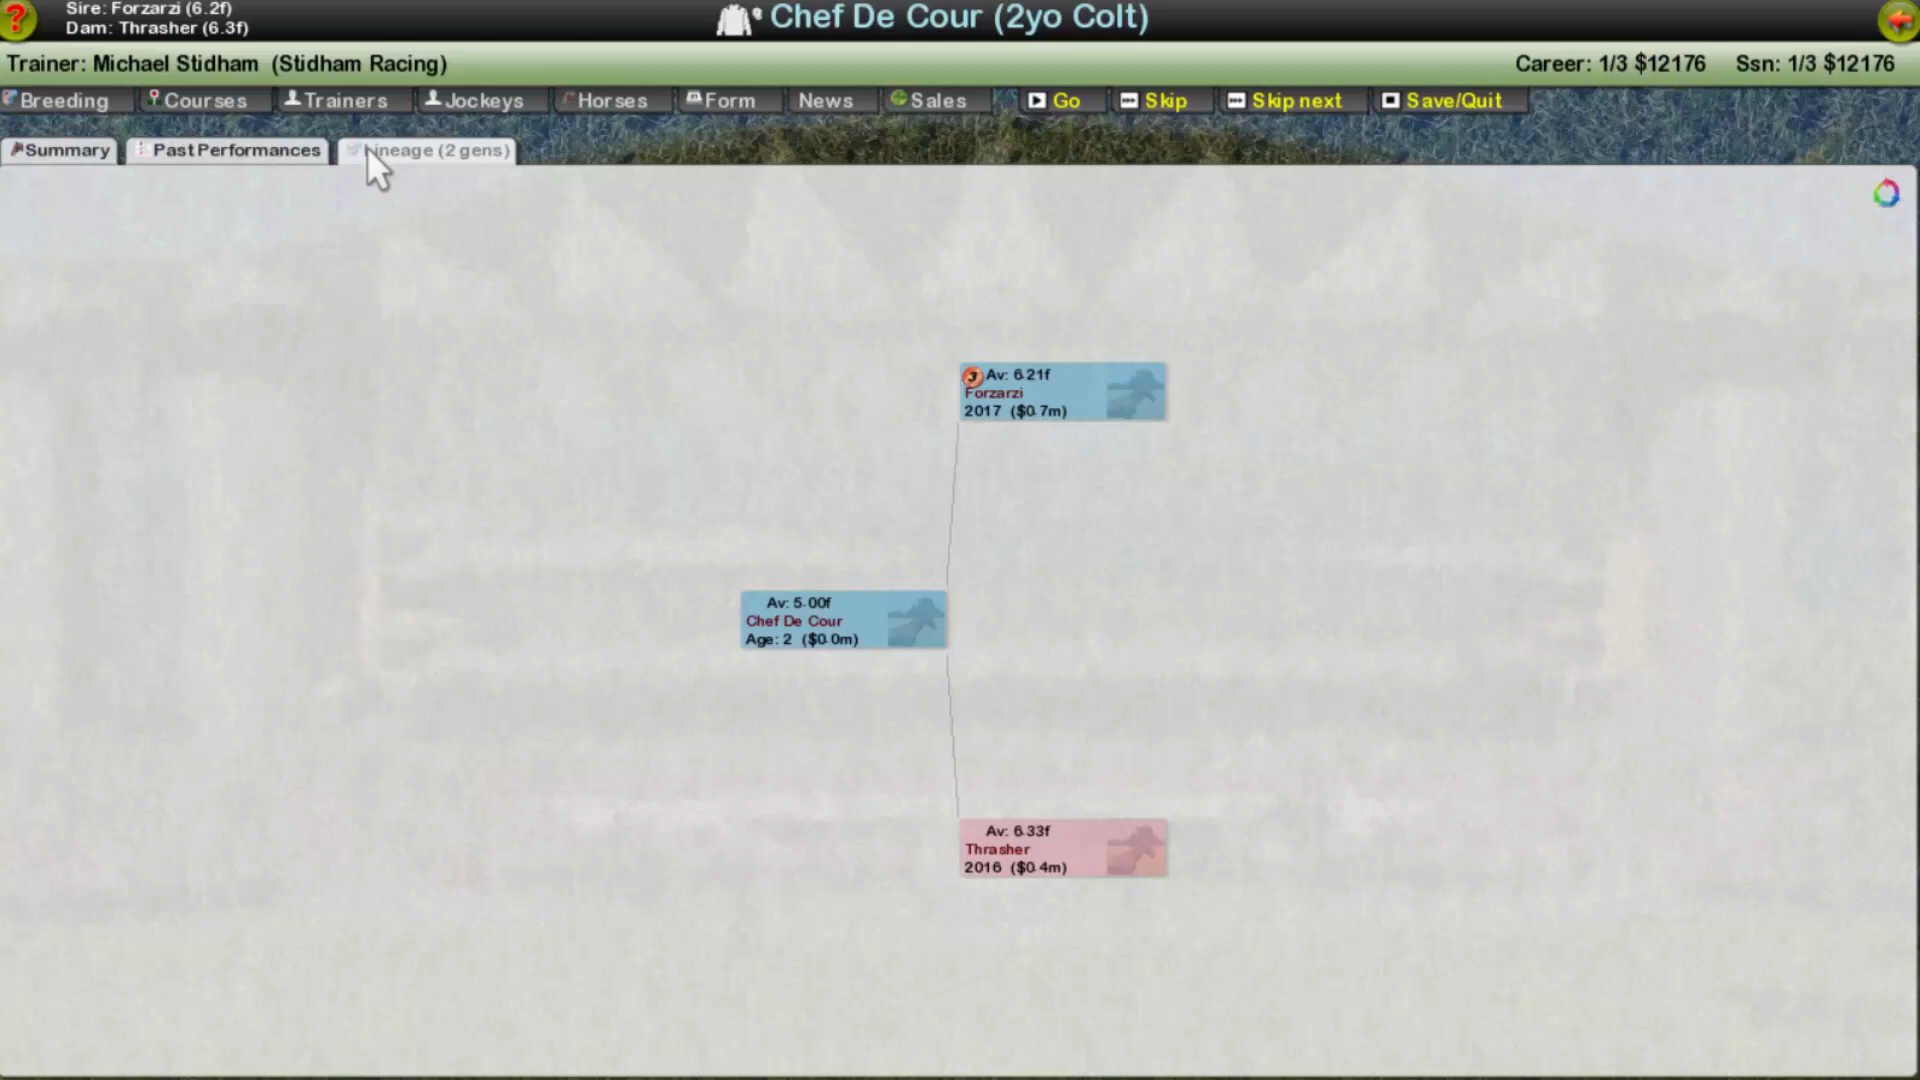 ?
Sire: Forzarzi (6.2f)
Dam: Thrasher (6.3f)
Chef De Cour (2yo Colt)
Trainer: Michael Stidham (Stidham Racing)
Career: 1/3 $12176 Ssn: 1/3 $12176
Breeding Courses Trainers Jockeys Horses Form News Sales Go Skip Skip next Save/Quit
Summary Past Performances Lineage (2 gens)
3 Av: 6.21f
Forzarzi
2017 ($0.7m)
Av: 5.00f
Chef De Cour
Age: 2 ($0.0m)
Av: 6.33f
Thrasher
2016 ($0.4m)